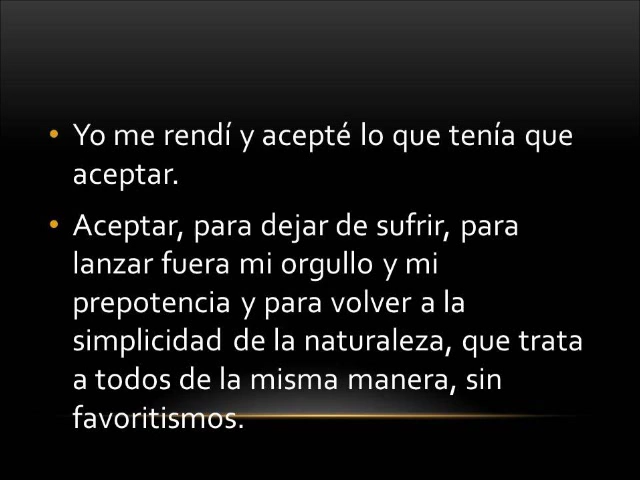 • Yo me rendí y acepté lo que tenía que
aceptar.
• Aceptar, para dejar de sufrir, para
lanzar fuera mi orgullo y mi
prepotencia y para volver a la
simplicidad de la naturaleza, que trata
a todos de la misma manera, sin
favoritismos.